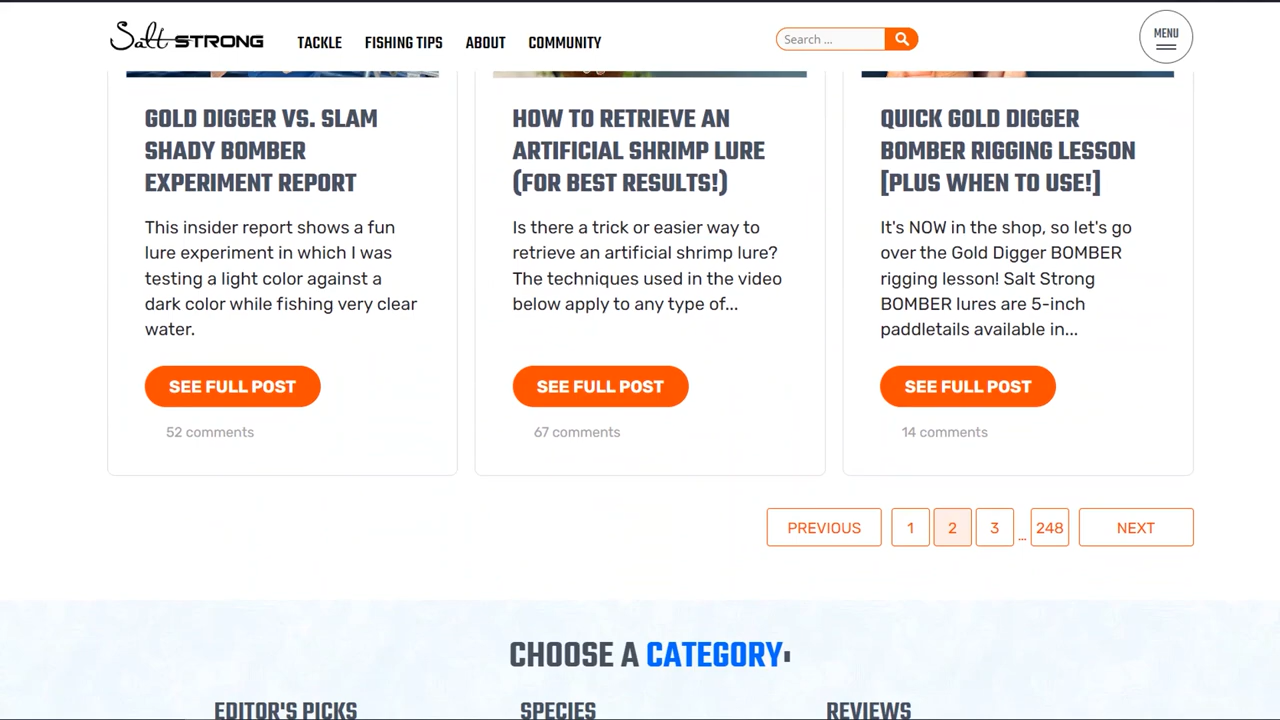 Salt STRONG
TACKLE
FISHING TIPS
ABOUT
COMMUNITY
Search ...
MENU
GOLD DIGGER VS. SLAM
SHADY BOMBER
EXPERIMENT REPORT
This insider report shows a fun
lure experiment in which I was
testing a light color against a
dark color while fishing very clear
water.
SEE FULL POST
52 comments
HOW TO RETRIEVE AN
ARTIFICIAL SHRIMP LURE
(FOR BEST RESULTS!)
Is there a trick or easier way to
retrieve an artificial shrimp lure?
The techniques used in the video
below apply to any type of...
SEE FULL POST
67 comments
QUICK GOLD DIGGER
BOMBER RIGGING LESSON
[PLUS WHEN TO USE!]
It's NOW in the shop, so let's go
over the Gold Digger BOMBER
rigging lesson! Salt Strong
BOMBER lures are 5-inch
paddletails available in...
SEE FULL POST
14 comments
PREVIOUS 1 2 3 ... 248 NEXT
CHOOSE A CATEGORY
EDITOR'S PICKS
SPECIES
REVIEWS